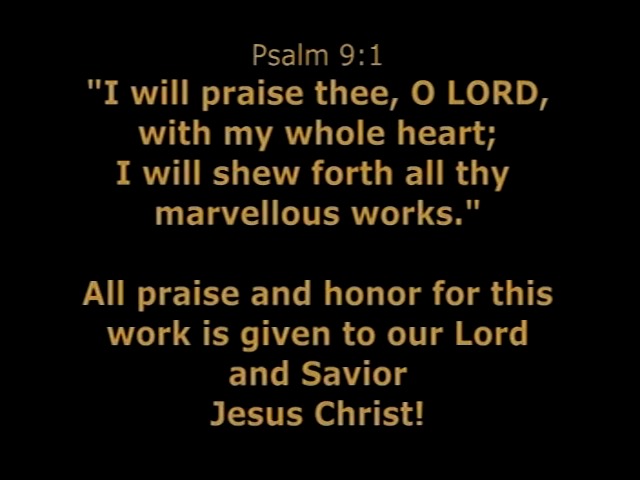 Psalm 9:1
"I will praise thee, O LORD,
with my whole heart;
I will shew forth all thy
marvellous works."
All praise and honor for this
work is given to our Lord
and Savior
Jesus Christ!